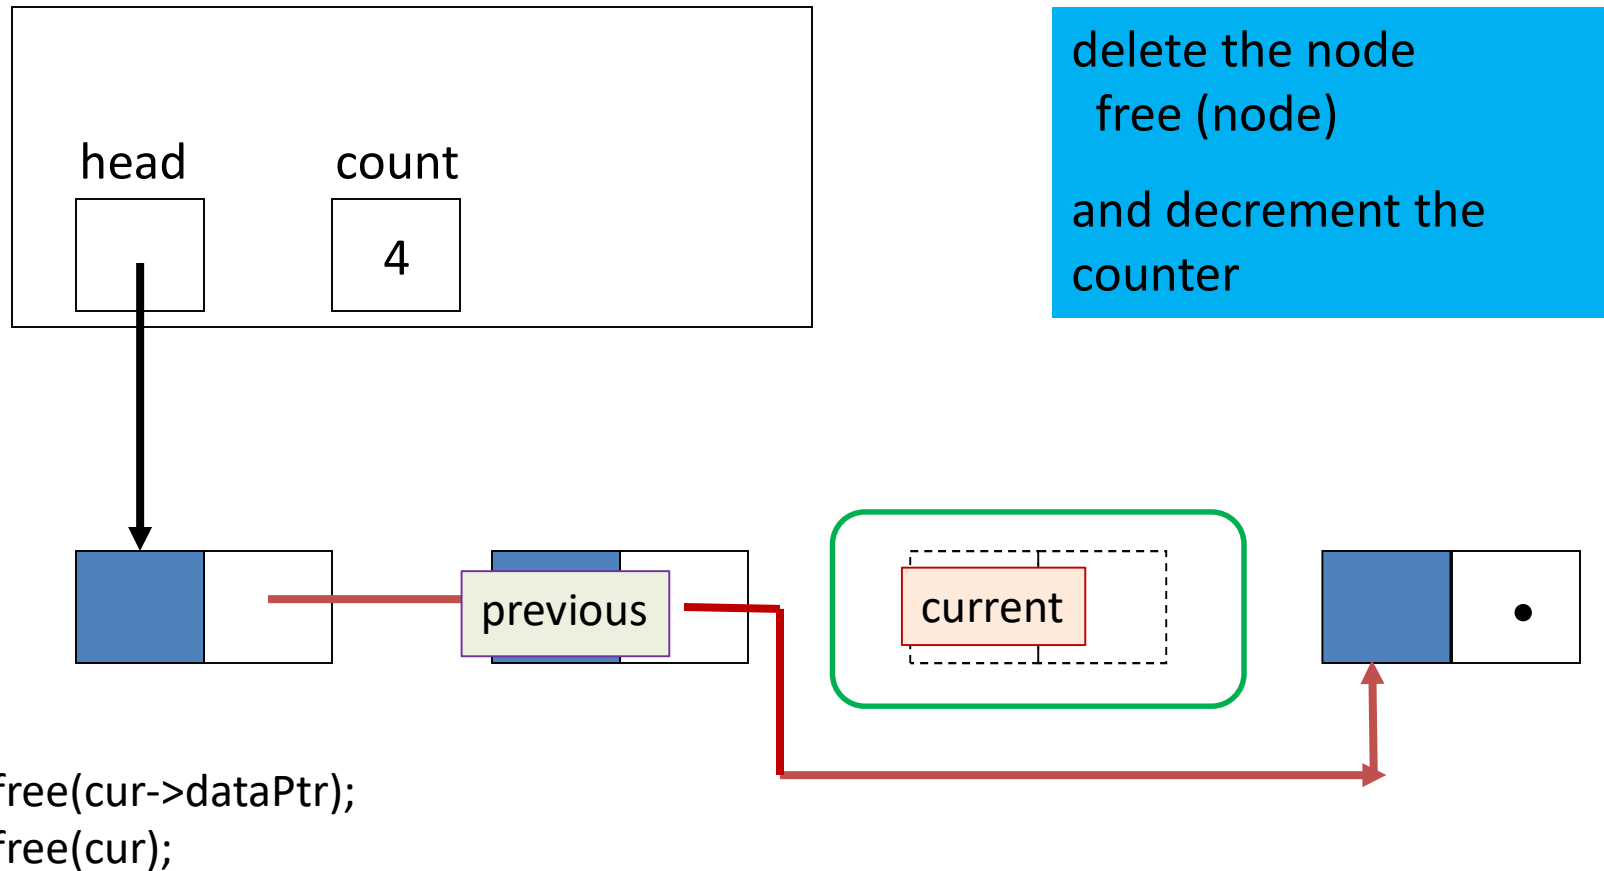 delete the node
free (node)
and decrement the
counter
head count
4
previous
current
free(cur->dataPtr);
free(cur);